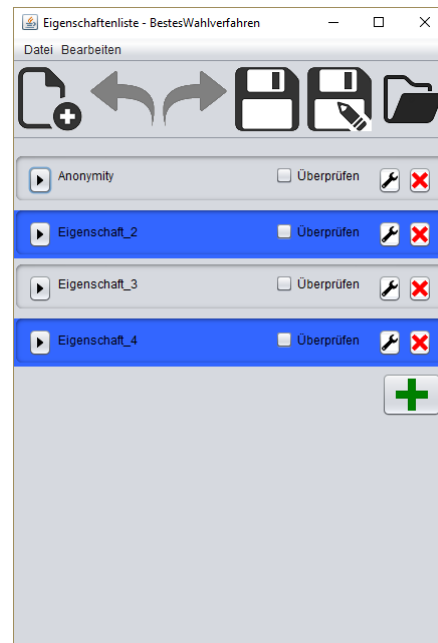 Eigenschaftenliste - BestesWahlverfahren
Datei Bearbeiten
Anonymity Überprüfen
Eigenschaft_2 Überprüfen
Eigenschaft_3 Überprüfen
Eigenschaft_4 Überprüfen